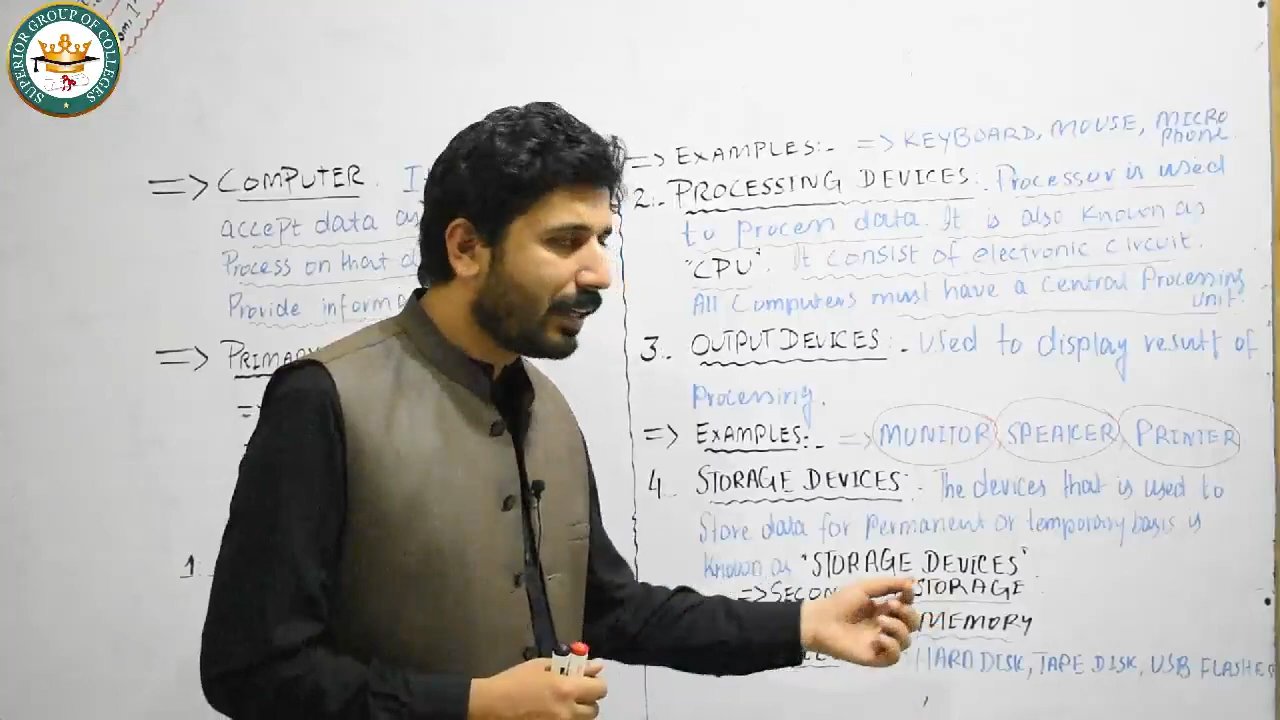 SUPERIOR GROUP OF COLLEGES
=> COMPUTER. I
accept data as
Process on that d
Provide informa
=> PRIMARY
1:-
=> EXAMPLES:- => KEYBOARD, MOUSE, MICRO
Phone.
2:- PROCESSING DEVICES:- Processor is used
to process data. It is also known as
"CPU". It consist of electronic circuit.
All Computers must have a Central Processing
unit.
3:- OUTPUT DEVICES:- Used to display result of
Processing.
=> EXAMPLES:- => MUNITOR, SPEAKER, PRINTER
4:- STORAGE DEVICES:- The devices that is used to
Store data for permanent or temporary basis is
known as "STORAGE DEVICES".
=> SECON STORAGE
MEMORY
HARD DISK, TAPE DISK, USB FLASHES